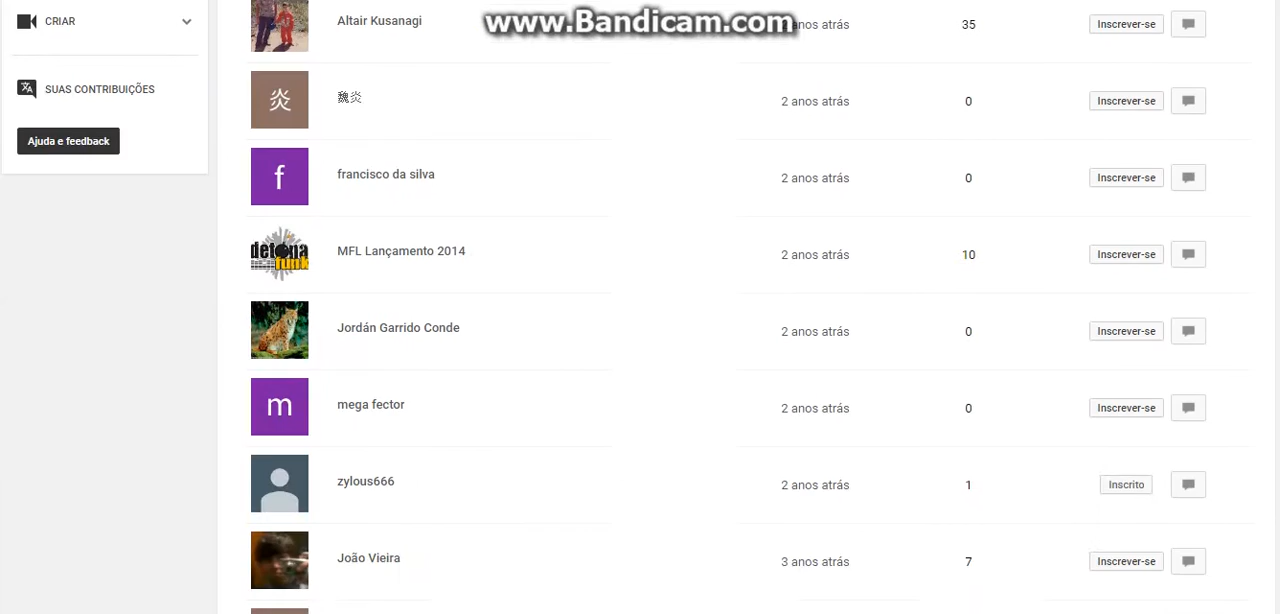 www.Bandicam.com
CRIAR
SUAS CONTRIBUIÇÕES
Ajuda e feedback
Altair Kusanagi anos atrás 35 Inscrever-se
炎 魏炎 2 anos atrás 0 Inscrever-se
f francisco da silva 2 anos atrás 0 Inscrever-se
detona funk MFL Lançamento 2014 2 anos atrás 10 Inscrever-se
Jordán Garrido Conde 2 anos atrás 0 Inscrever-se
m mega fector 2 anos atrás 0 Inscrever-se
zylous666 2 anos atrás 1 Inscrito
João Vieira 3 anos atrás 7 Inscrever-se